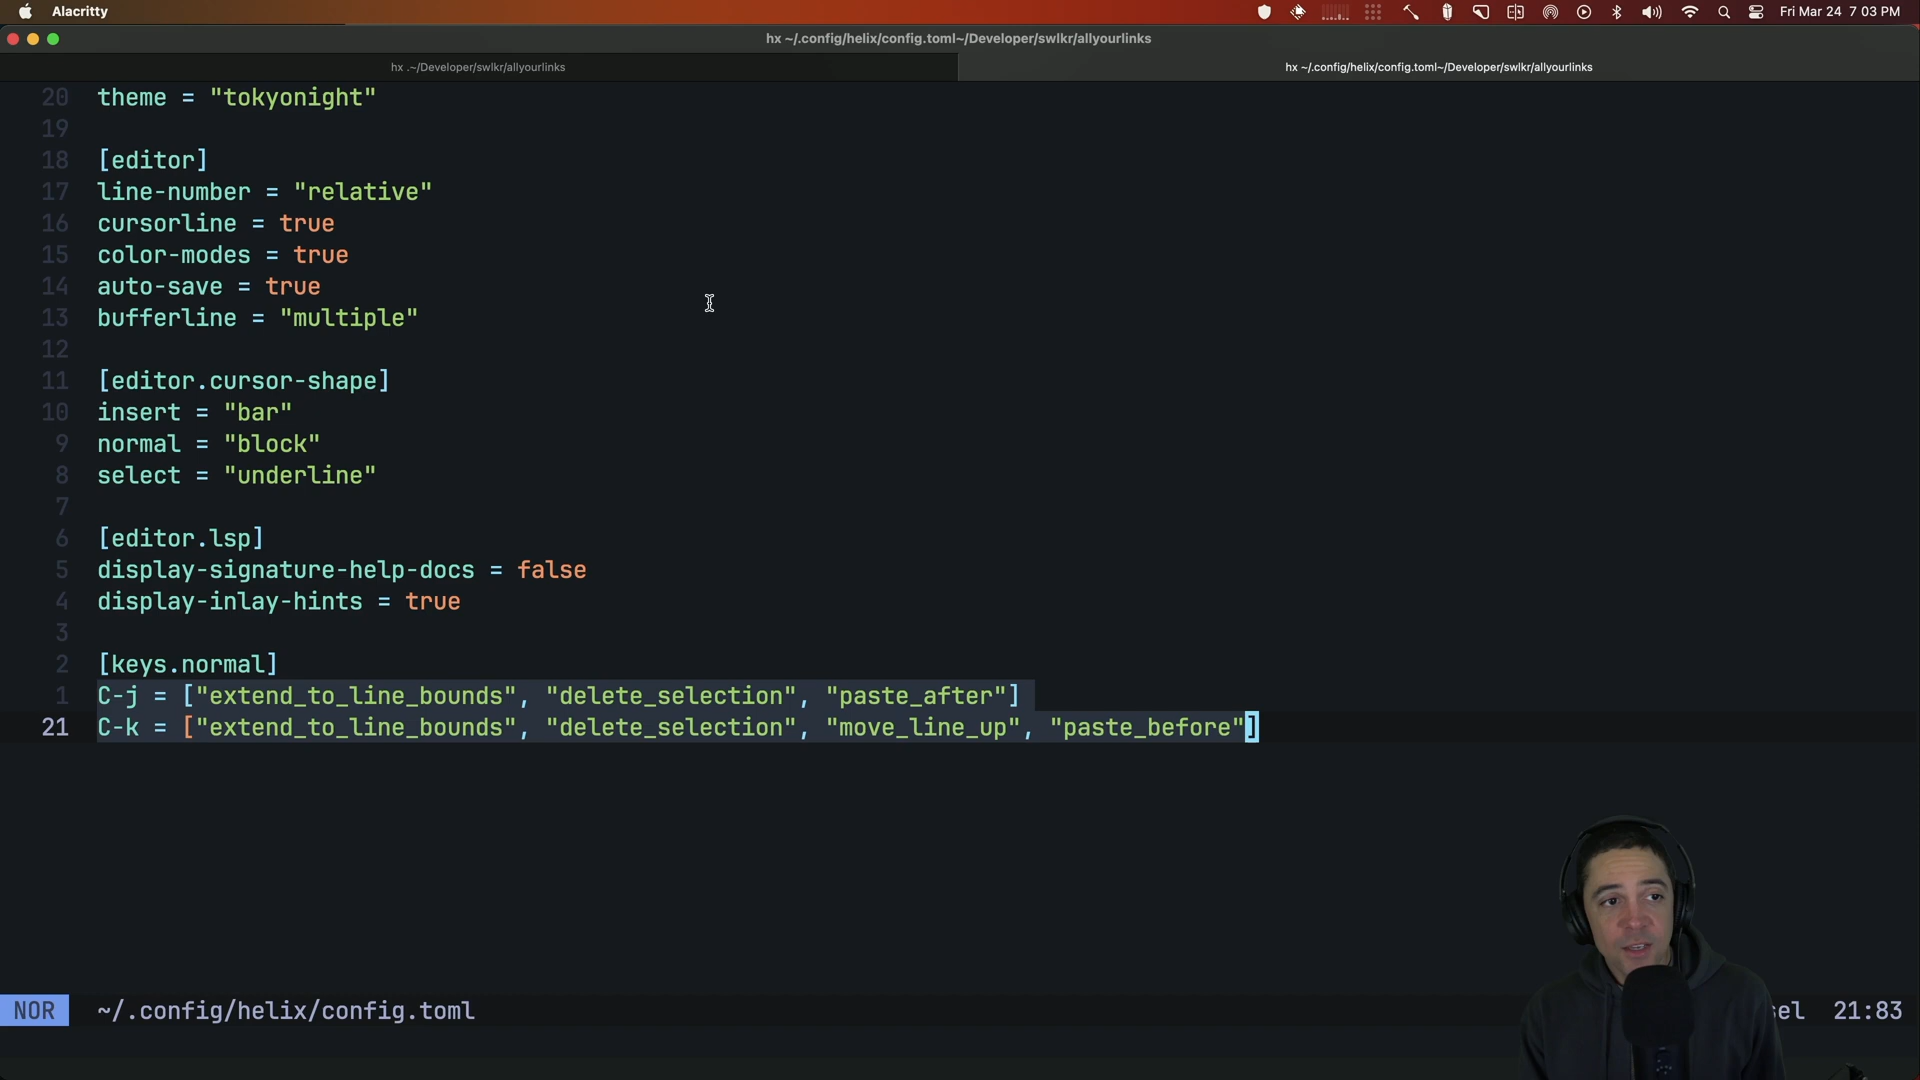 Alacritty
Fri Mar 24 7 03 PM
hx ~/.config/helix/config.toml~/Developer/swlkr/allyourlinks
hx .~/Developer/swlkr/allyourlinks
hx ~/.config/helix/config.toml~/Developer/swlkr/allyourlinks
20 theme = "tokyonight"
19
18 [editor]
17 line-number = "relative"
16 cursorline = true
15 color-modes = true
14 auto-save = true
13 bufferline = "multiple"
12
11 [editor.cursor-shape]
10 insert = "bar"
9 normal = "block"
8 select = "underline"
7
6 [editor.lsp]
5 display-signature-help-docs = false
4 display-inlay-hints = true
3
2 [keys.normal]
1 C-j = ["extend_to_line_bounds", "delete_selection", "paste_after"]
21 C-k = ["extend_to_line_bounds", "delete_selection", "move_line_up", "paste_before"]
NOR ~/.config/helix/config.toml
sel 21:83